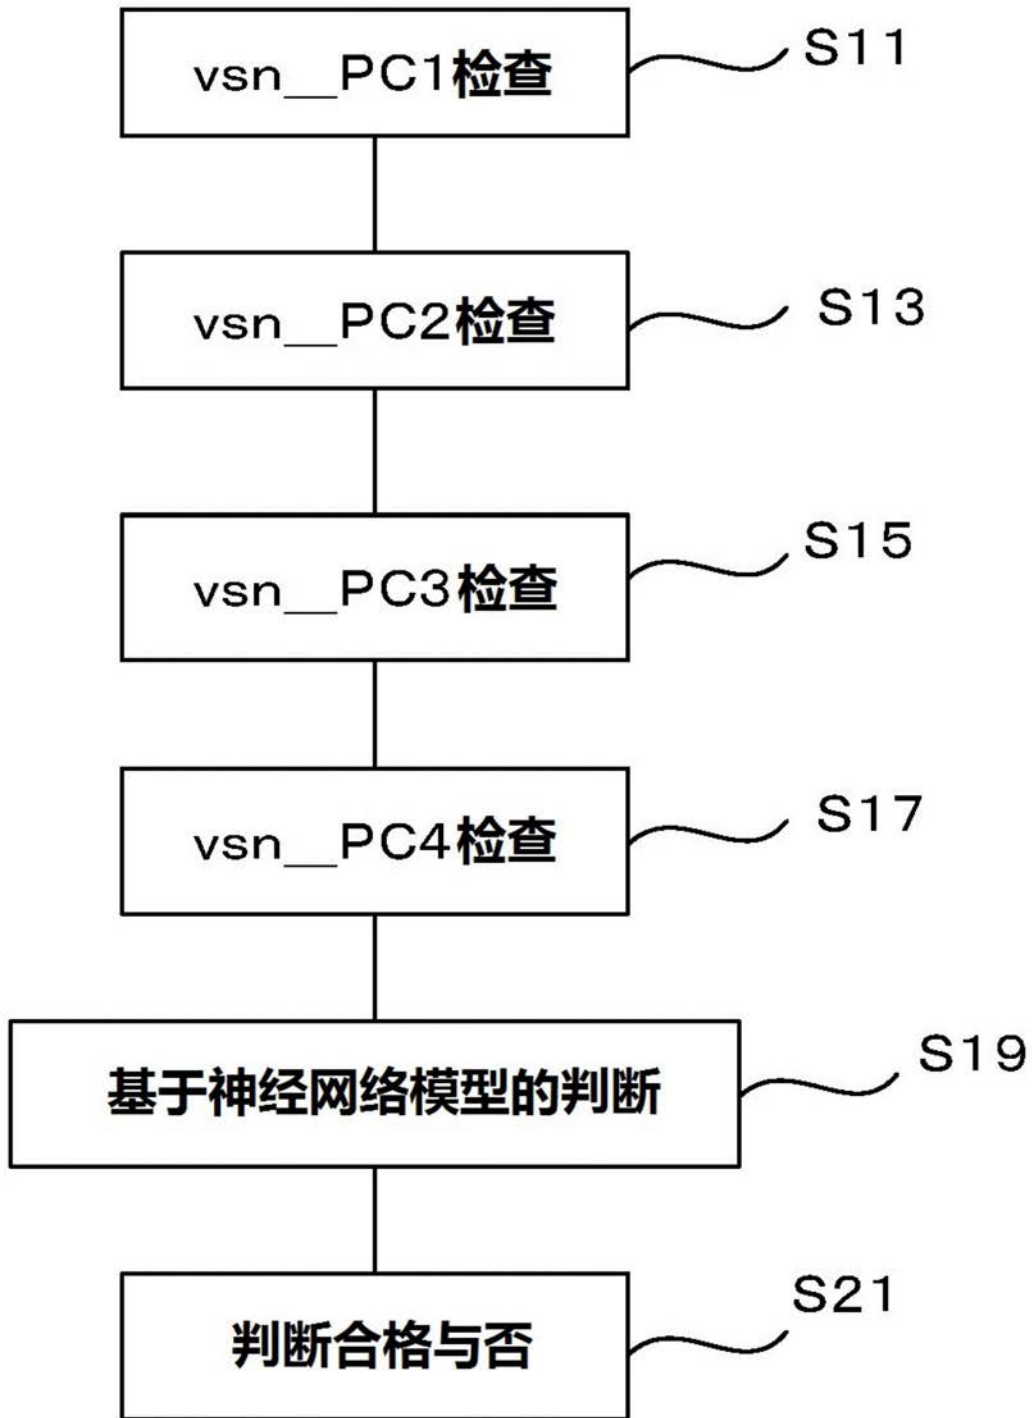 vsn__PC1检查
S11
vsn__PC2检查
S13
vsn__PC3检查
S15
vsn__PC4检查
S17
基于神经网络模型的判断
S19
判断合格与否
S21